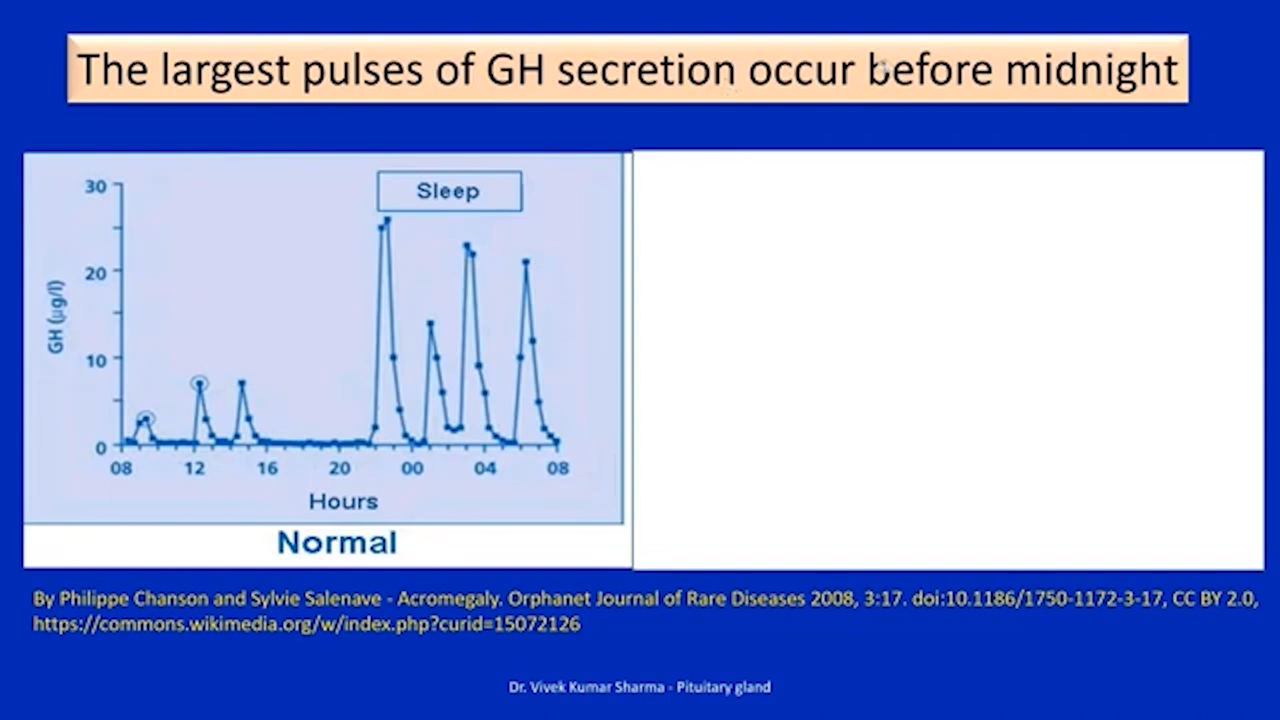 The largest pulses of GH secretion occur before midnight
Sleep
30
20
10
0
GH (µg/l)
08 12 16 20 00 04 08
Hours
Normal
By Philippe Chanson and Sylvie Salenave - Acromegaly. Orphanet Journal of Rare Diseases 2008, 3:17. doi:10.1186/1750-1172-3-17, CC BY 2.0,
https://commons.wikimedia.org/w/index.php?curid=15072126
Dr. Vivek Kumar Sharma - Pituitary gland